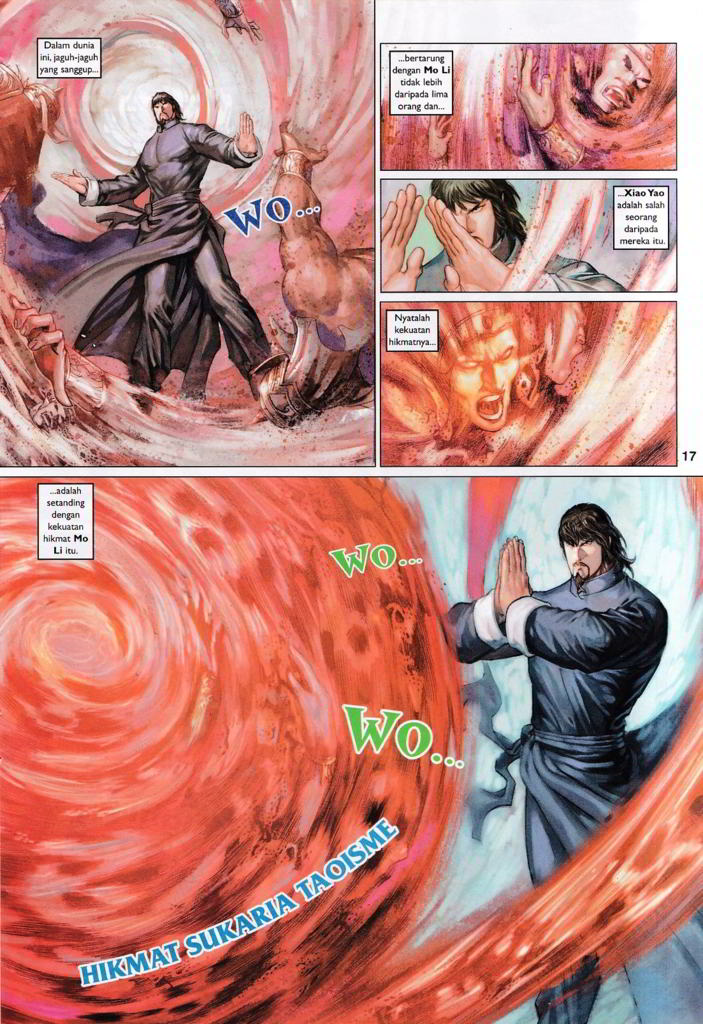 Dalam dunia
ini, jaguh-jaguh
yang sanggup...
WO...
...bertarung
dengan Mo Li
tidak lebih
daripada lima
orang dan...
...Xiao Yao
adalah salah
seorang
daripada
mereka itu.
Nyatalah
kekuatan
hikmatnya...
17
...adalah
setanding
dengan
kekuatan
hikmat Mo
Li itu.
WO...
WO...
HIKMAT SUKARIA TAOISME